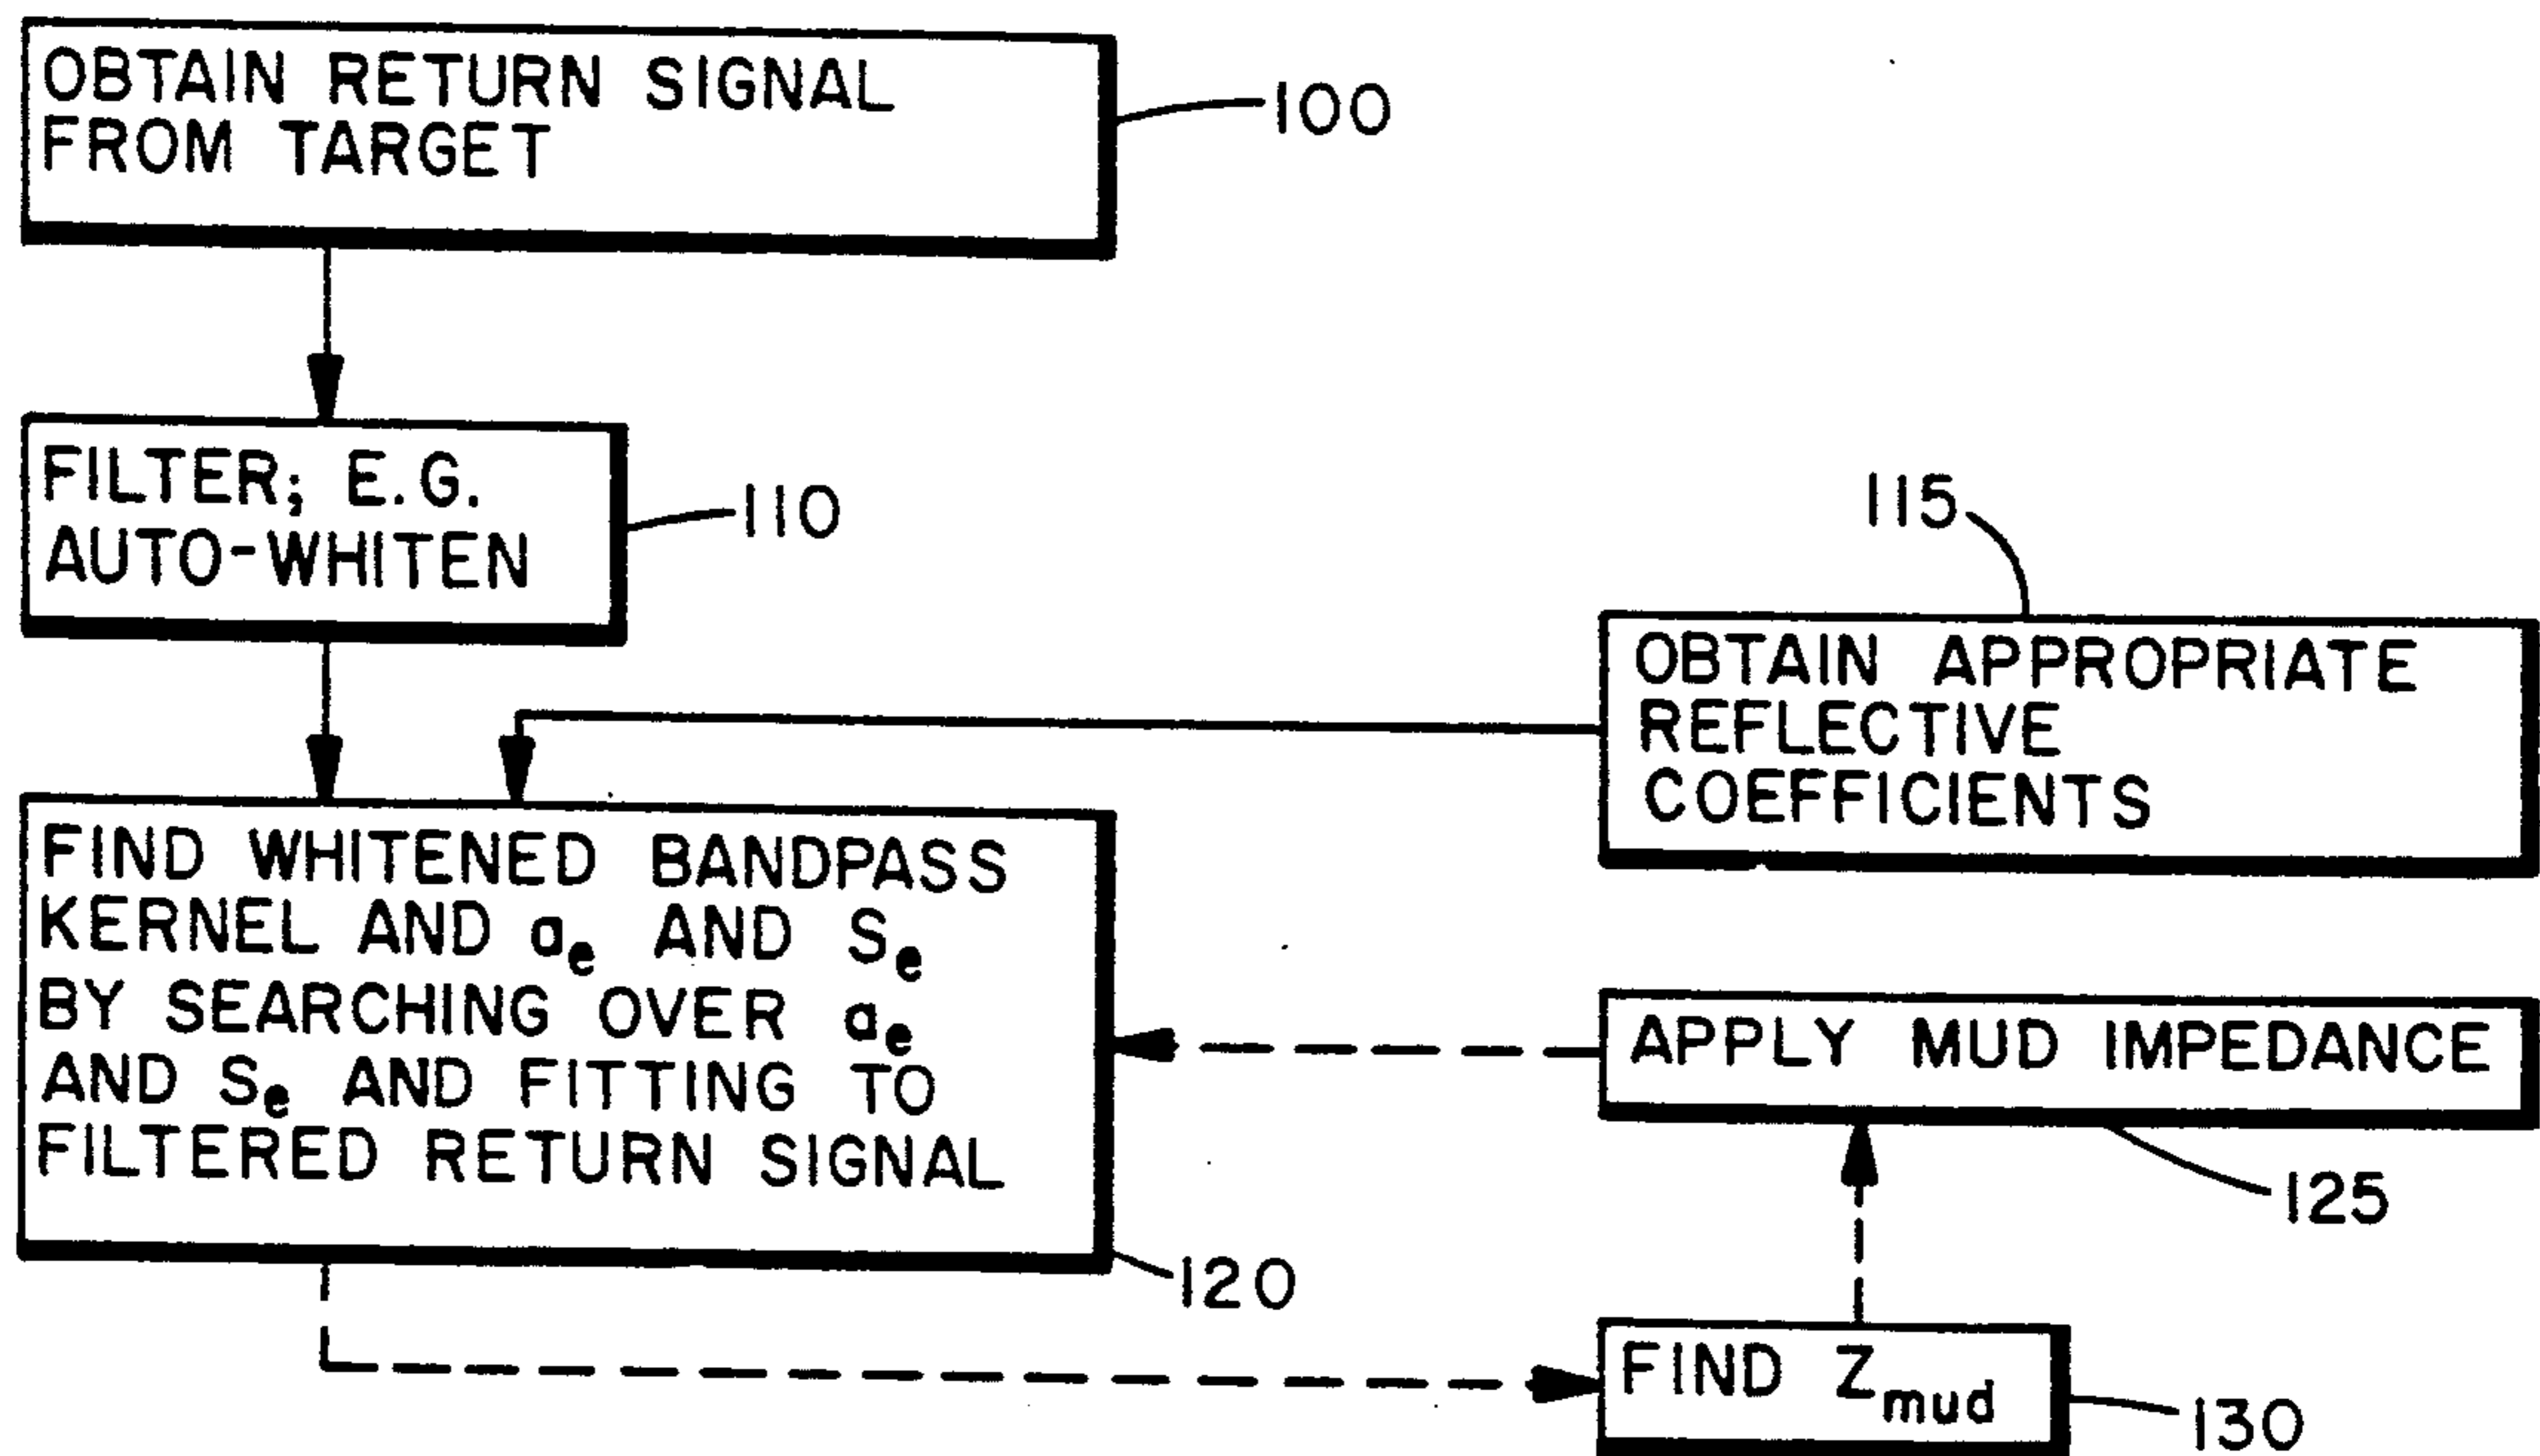 OBTAIN RETURN SIGNAL
FROM TARGET
100
FILTER; E.G.
AUTO-WHITEN
110
115
OBTAIN APPROPRIATE
REFLECTIVE
COEFFICIENTS
FIND WHITENED BANDPASS
KERNEL AND ae AND Se
BY SEARCHING OVER ae
AND Se AND FITTING TO
FILTERED RETURN SIGNAL
120
APPLY MUD IMPEDANCE
125
FIND Zmud
130